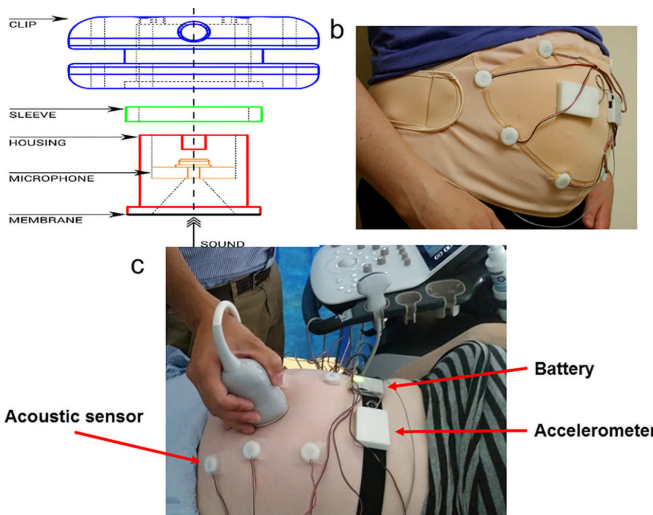 CLIP
SLEEVE
HOUSING
MICROPHONE
MEMBRANE
SOUND
b
c
Battery
Acoustic sensor
Accelerometer